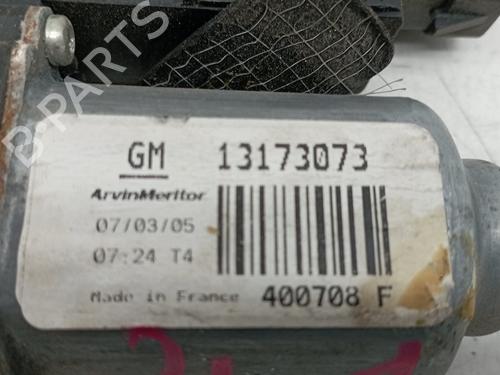 B-PARTS
GM 13173073
ArvinMeritor
07/03/05
07:24 T4
Made in France 400708 F